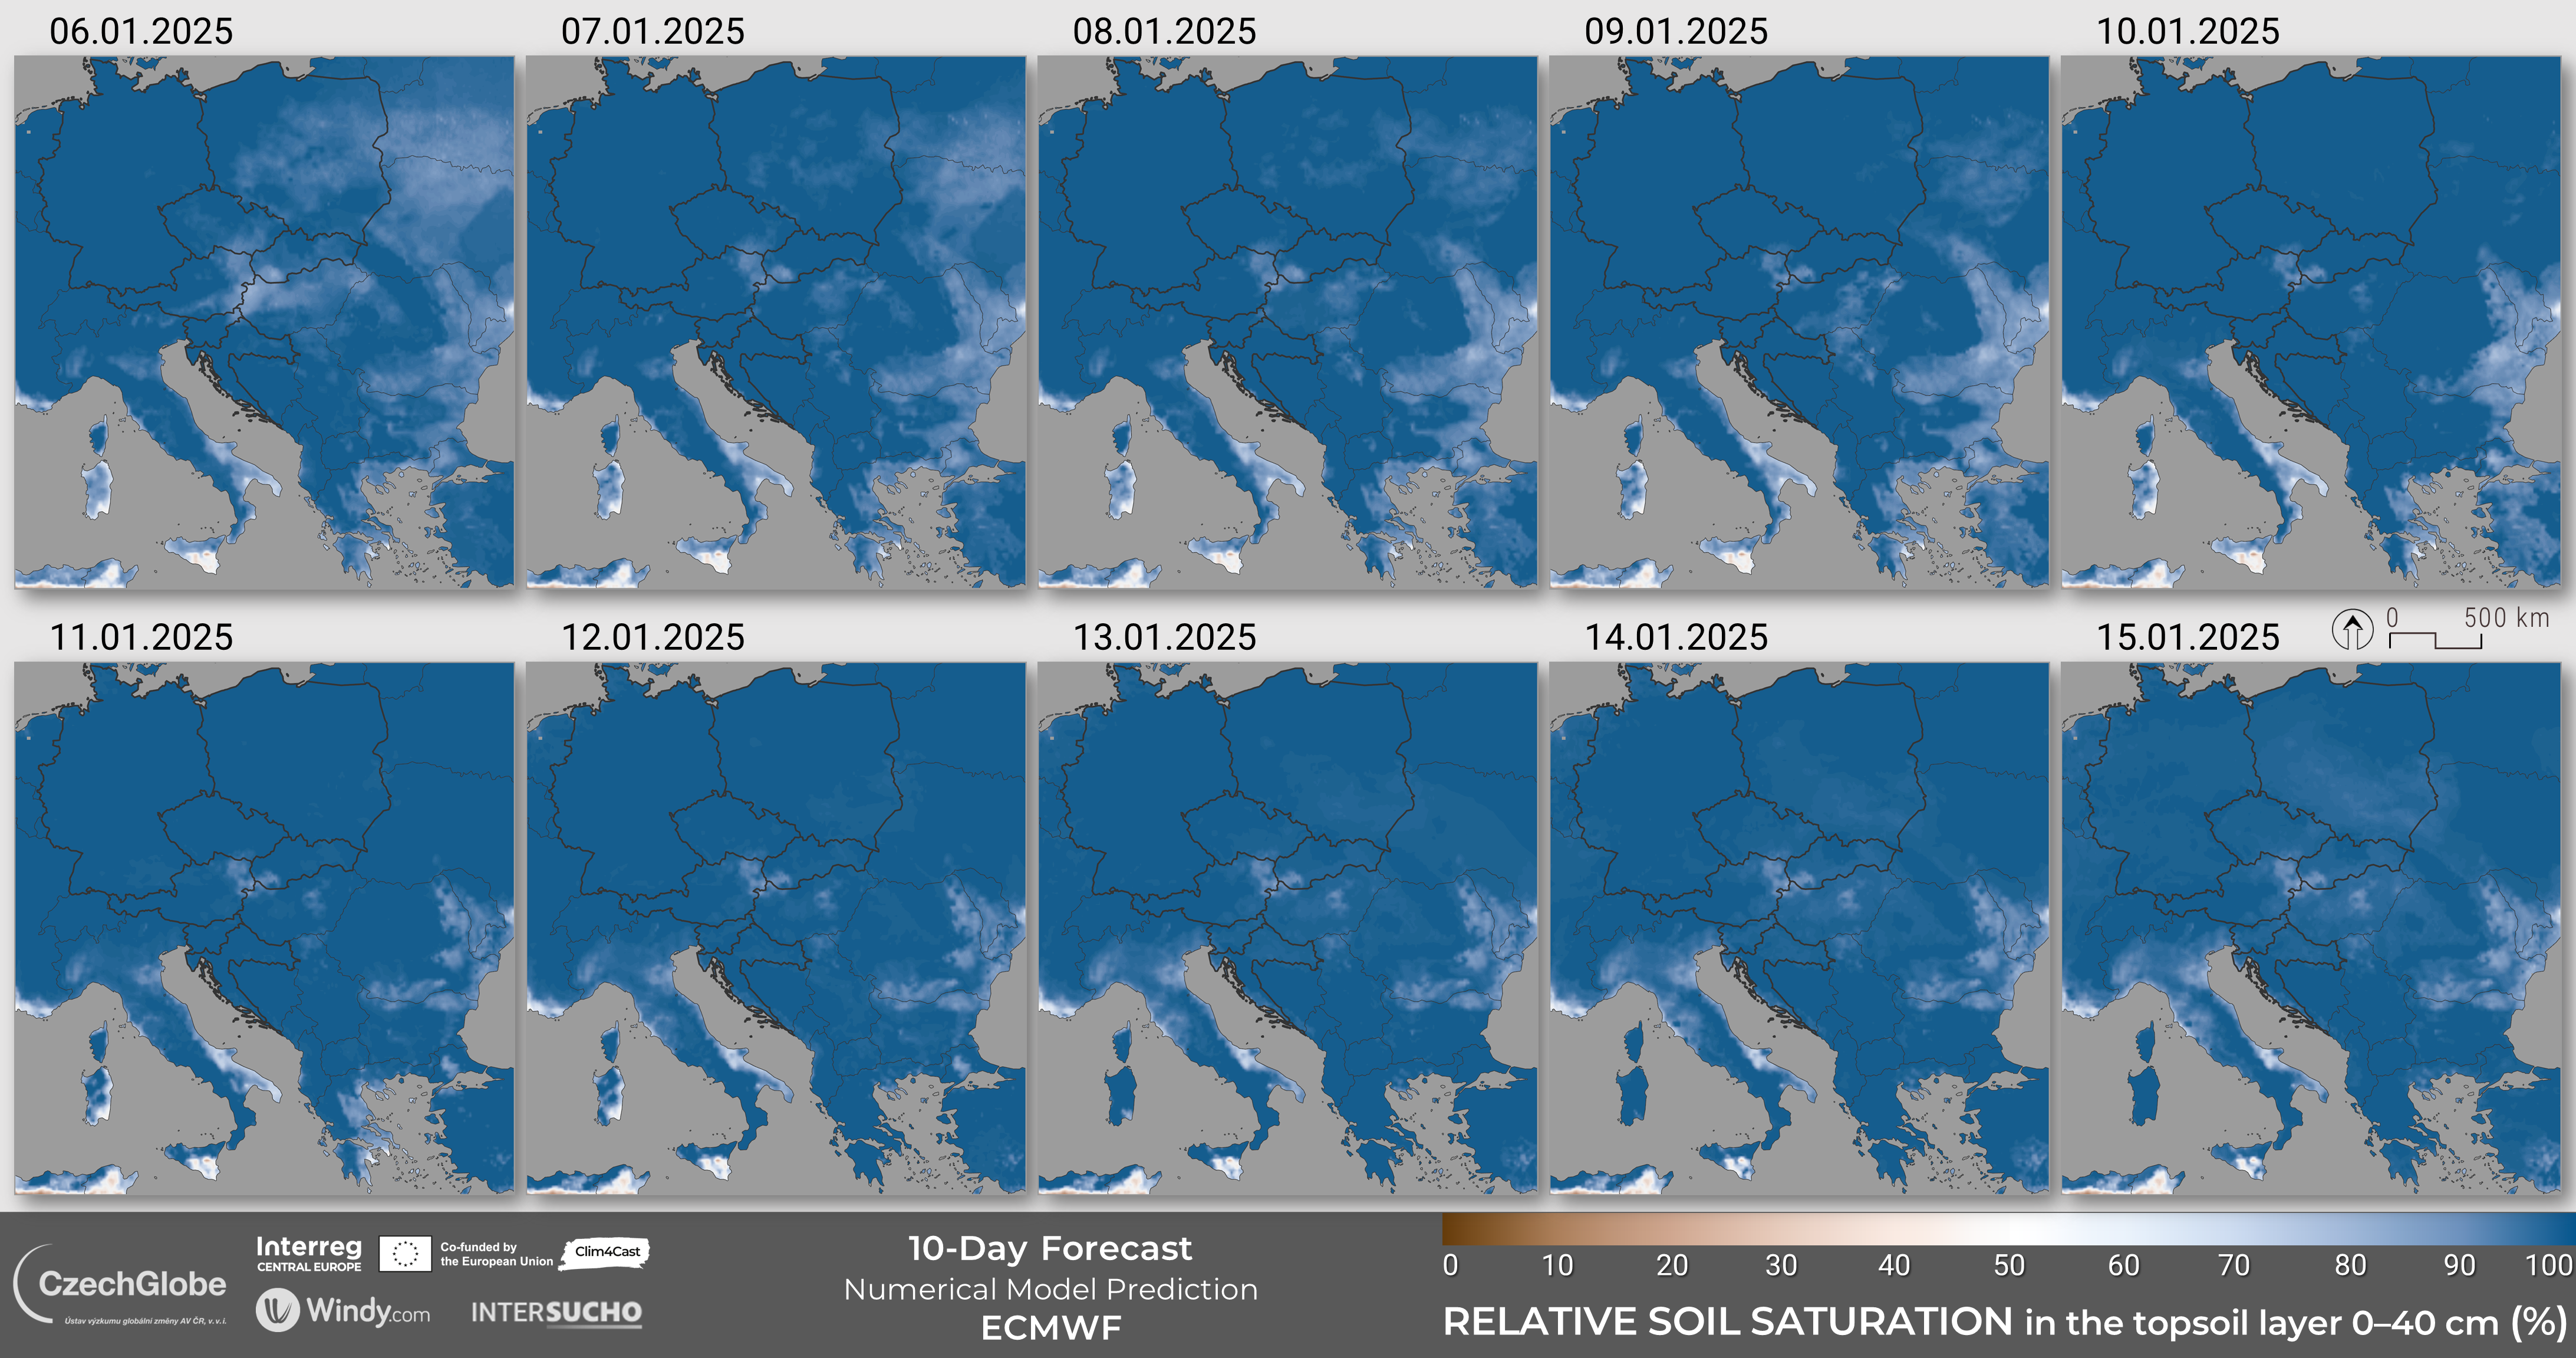 06.01.2025
07.01.2025
08.01.2025
09.01.2025
10.01.2025
11.01.2025
12.01.2025
13.01.2025
14.01.2025
15.01.2025
0 500 km
CzechGlobe
Ústav výzkumu globální změny AV ČR, v. v. i.
Interreg
CENTRAL EUROPE
Co-funded by
the European Union
Clim4Cast
Windy.com
INTERSUCHO
10-Day Forecast
Numerical Model Prediction
ECMWF
0 10 20 30 40 50 60 70 80 90 100
RELATIVE SOIL SATURATION in the topsoil layer 0–40 cm (%)